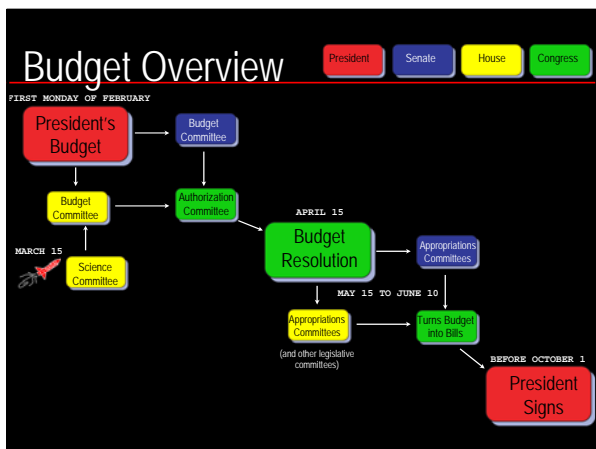 Budget Overview
President
Senate
House
Congress
FIRST MONDAY OF FEBRUARY
President's
Budget
Budget
Committee
Budget
Committee
Authorization
Committee
MARCH 15
Science
Committee
APRIL 15
Budget
Resolution
Appropriations
Committees
MAY 15 TO JUNE 10
Appropriations
Committees
(and other legislative
committees)
Turns Budget
into Bills
BEFORE OCTOBER 1
President
Signs